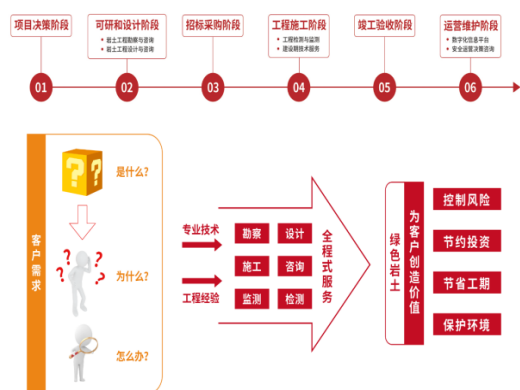 项目决策阶段
可研和设计阶段
• 岩土工程勘察与咨询
• 岩土工程设计与咨询
招标采购阶段
工程施工阶段
• 工程检测与监测
• 建设期技术服务
竣工验收阶段
运营维护阶段
• 数字化信息平台
• 安全运营决策咨询
01
02
03
04
05
06
客户需求
是什么?
为什么?
怎么办?
专业技术
工程经验
勘察
设计
施工
咨询
监测
检测
全程式服务
绿色岩土
为客户创造价值
控制风险
节约投资
节省工期
保护环境